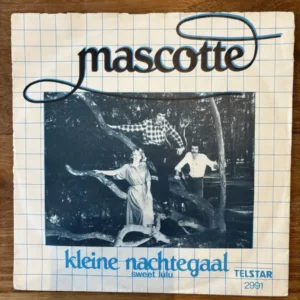 mascotte
kleine nachtegaal
sweet lulu
TELSTAR
2991